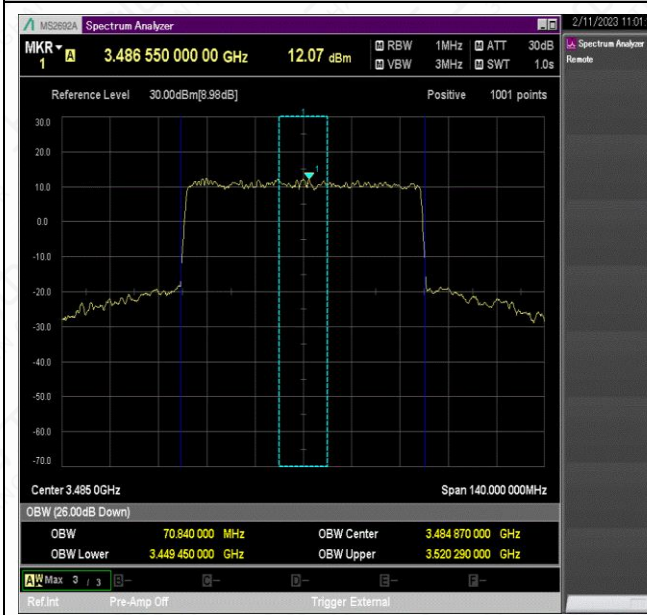 MS2692A Spectrum Analyzer
2/11/2023 11:01:
MKR 1 A 3.486 550 000 00 GHz 12.07 dBm
RBW 1MHz ATT 30dB
VBW 3MHz SWT 1.0s
Spectrum Analyzer
Remote
Reference Level 30.00dBm[8.98dB] Positive 1001 points
30.0
20.0
1
10.0
0.0
-10.0
-20.0
-30.0
-40.0
-50.0
-60.0
-70.0
Center 3.485 0GHz Span 140.000 000MHz
OBW (26.00dB Down)
OBW 70.840 000 MHz OBW Center 3.484 870 000 GHz
OBW Lower 3.449 450 000 GHz OBW Upper 3.520 290 000 GHz
A W Max 3 / 3 B- C- D- E- F-
Ref.Int Pre-Amp Off Trigger External